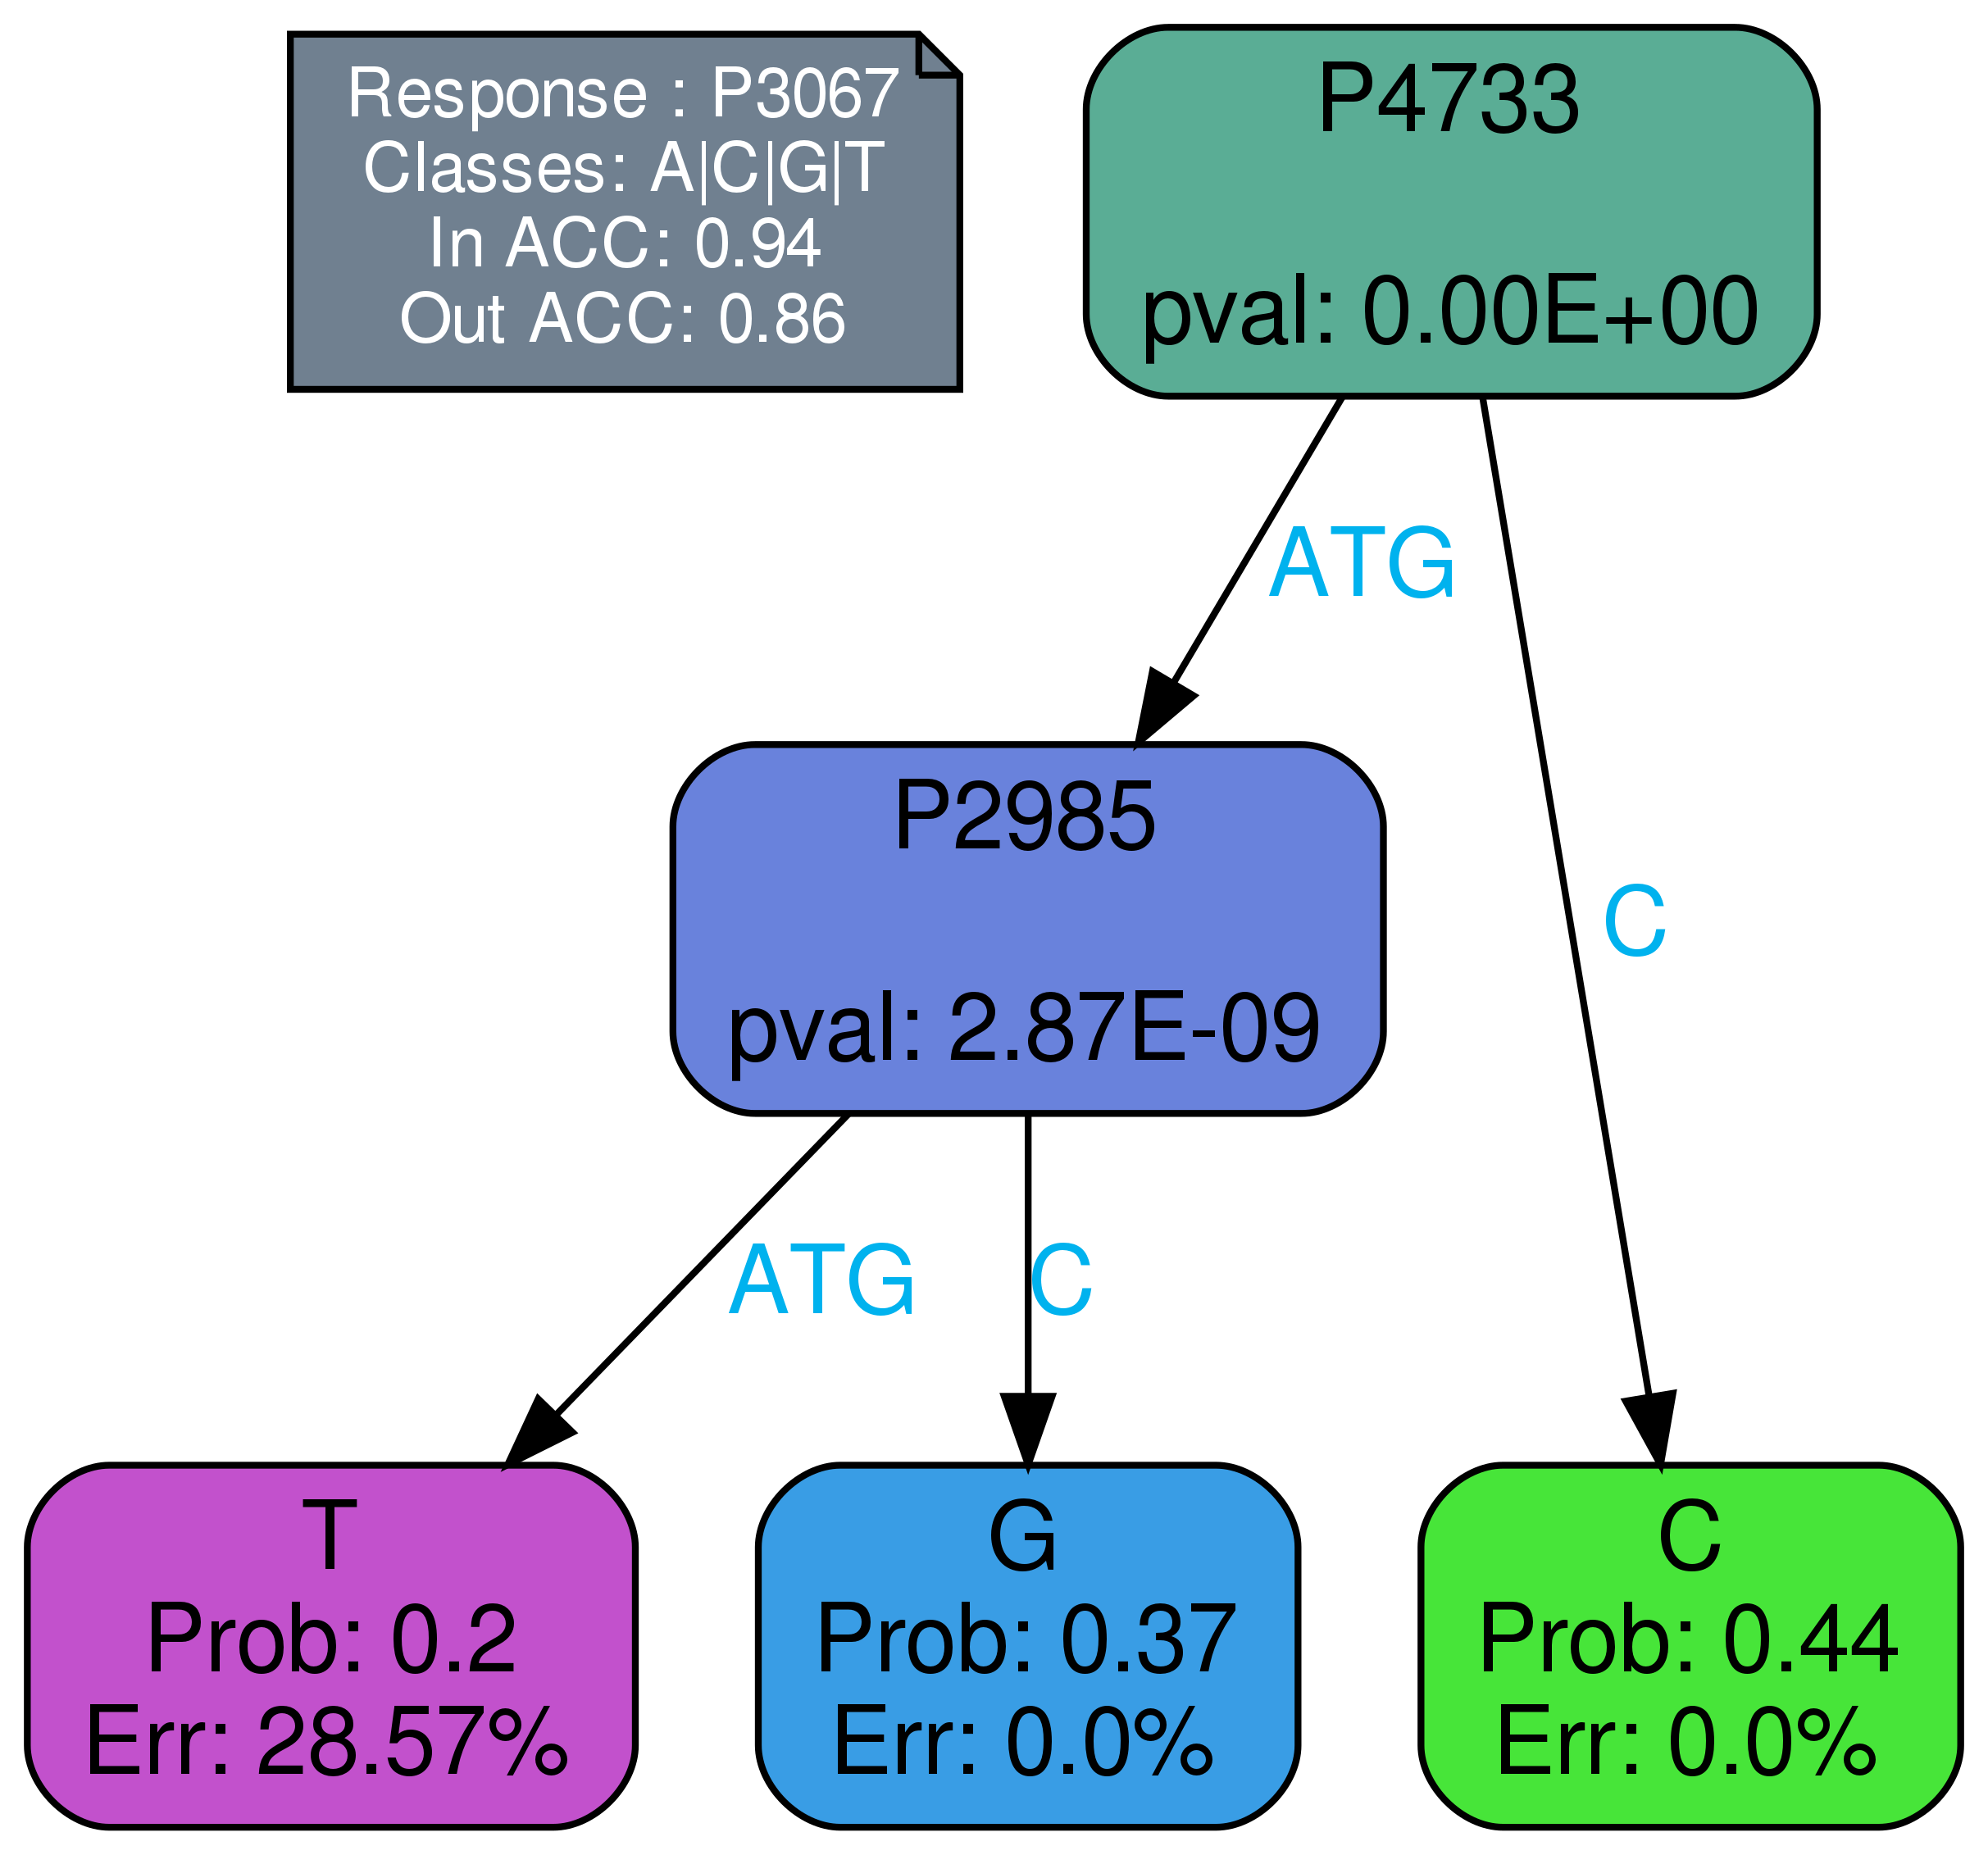 Response : P3067
Classes: A|C|G|T
In ACC: 0.94
Out ACC: 0.86
P4733
pval: 0.00E+00
ATG
C
P2985
pval: 2.87E-09
ATG
C
T
Prob: 0.2
Err: 28.57%
G
Prob: 0.37
Err: 0.0%
C
Prob: 0.44
Err: 0.0%